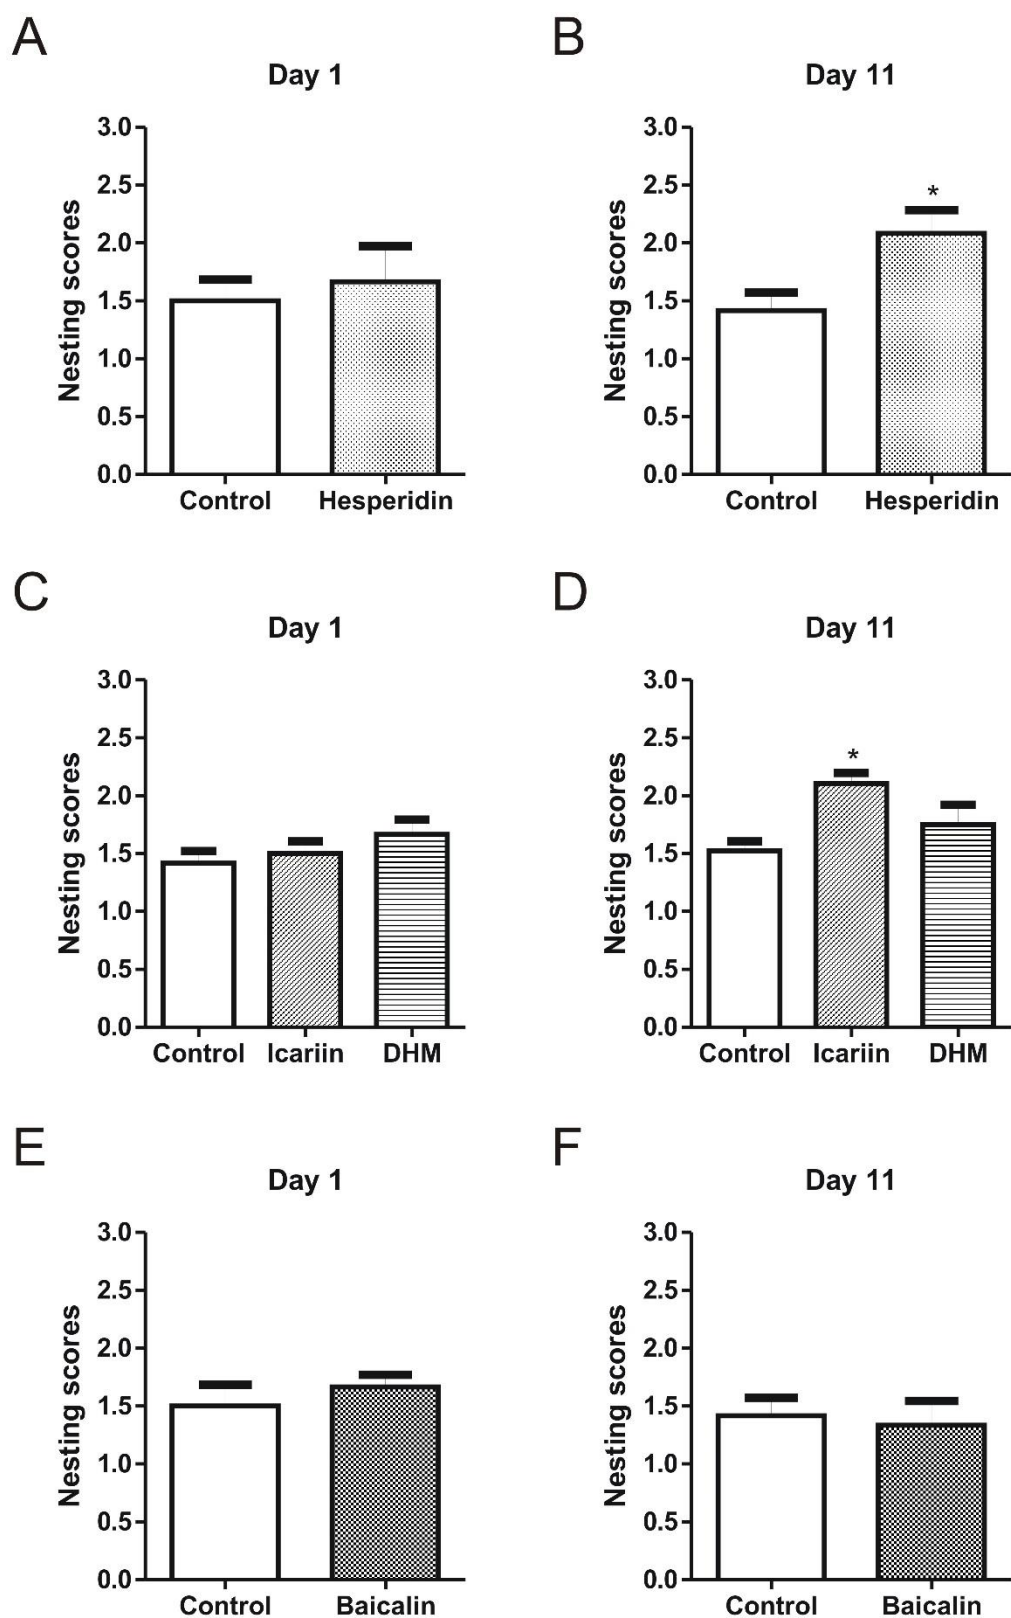 A
Day 1
Nesting scores
3.0
2.5
2.0
1.5
1.0
0.5
0.0
Control Hesperidin
B
Day 11
Nesting scores
3.0
2.5
2.0
1.5
1.0
0.5
0.0
*
Control Hesperidin
C
Day 1
Nesting scores
3.0
2.5
2.0
1.5
1.0
0.5
0.0
Control Icariin DHM
D
Day 11
Nesting scores
3.0
2.5
2.0
1.5
1.0
0.5
0.0
*
Control Icariin DHM
E
Day 1
Nesting scores
3.0
2.5
2.0
1.5
1.0
0.5
0.0
Control Baicalin
F
Day 11
Nesting scores
3.0
2.5
2.0
1.5
1.0
0.5
0.0
Control Baicalin